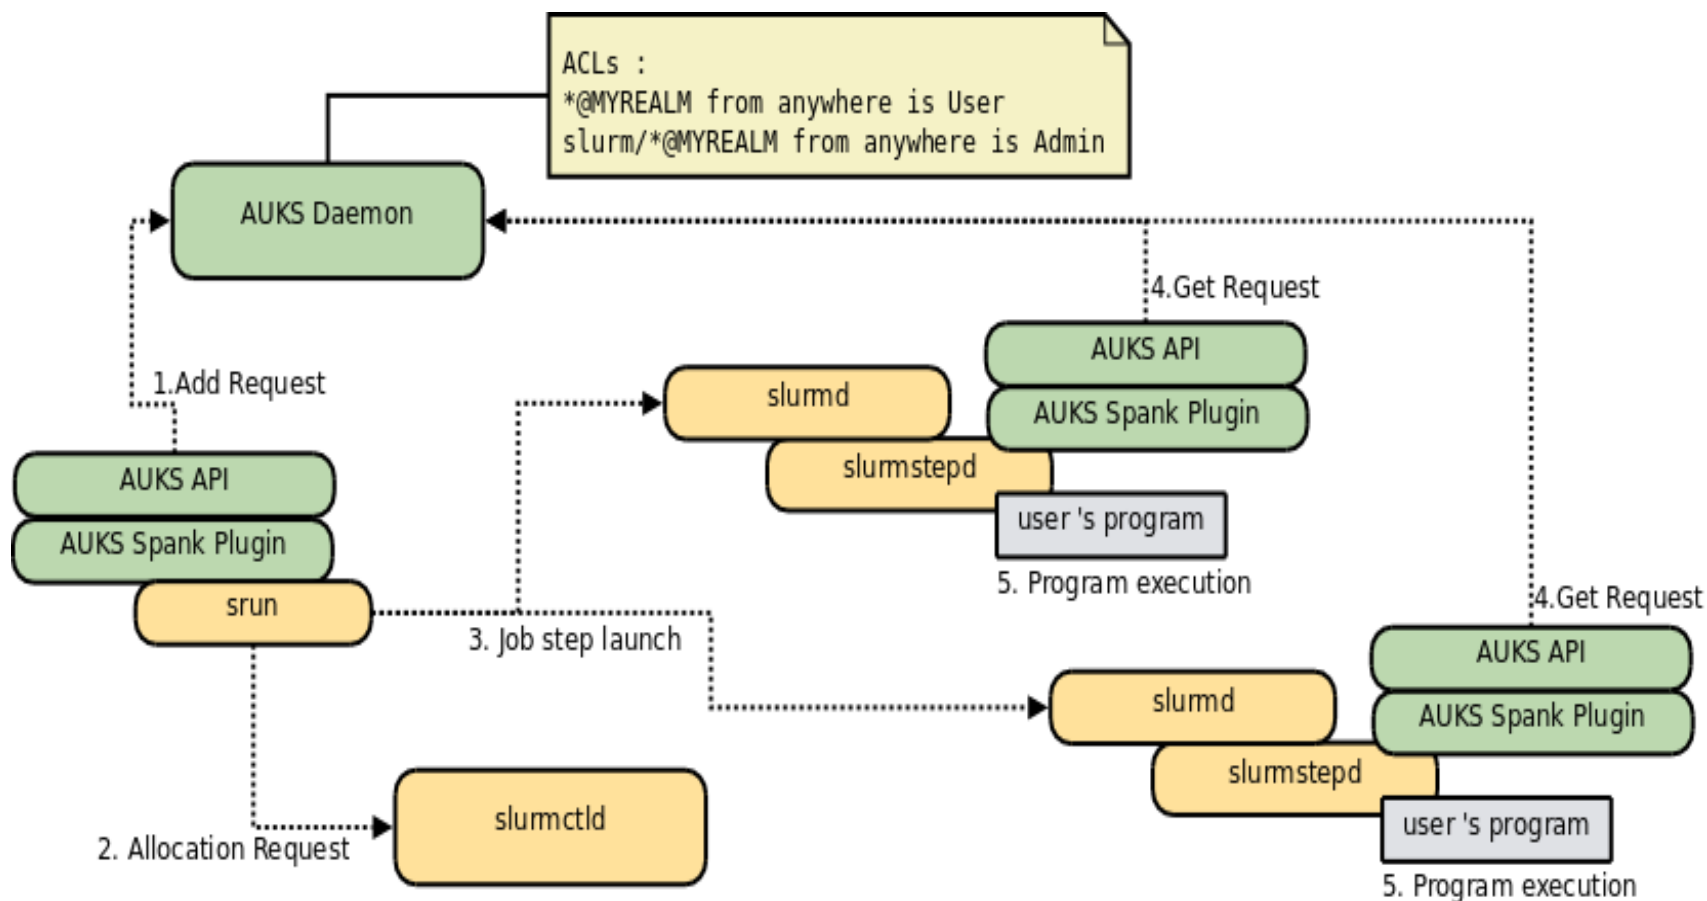 ACLs :
*@MYREALM from anywhere is User
slurm/*@MYREALM from anywhere is Admin
AUKS Daemon
4.Get Request
AUKS API
AUKS Spank Plugin
1.Add Request
slurmd
slurmstepd
user 's program
5. Program execution
AUKS API
AUKS Spank Plugin
srun
3. Job step launch
4.Get Request
AUKS API
AUKS Spank Plugin
slurmd
slurmstepd
user 's program
5. Program execution
slurmctld
2. Allocation Request